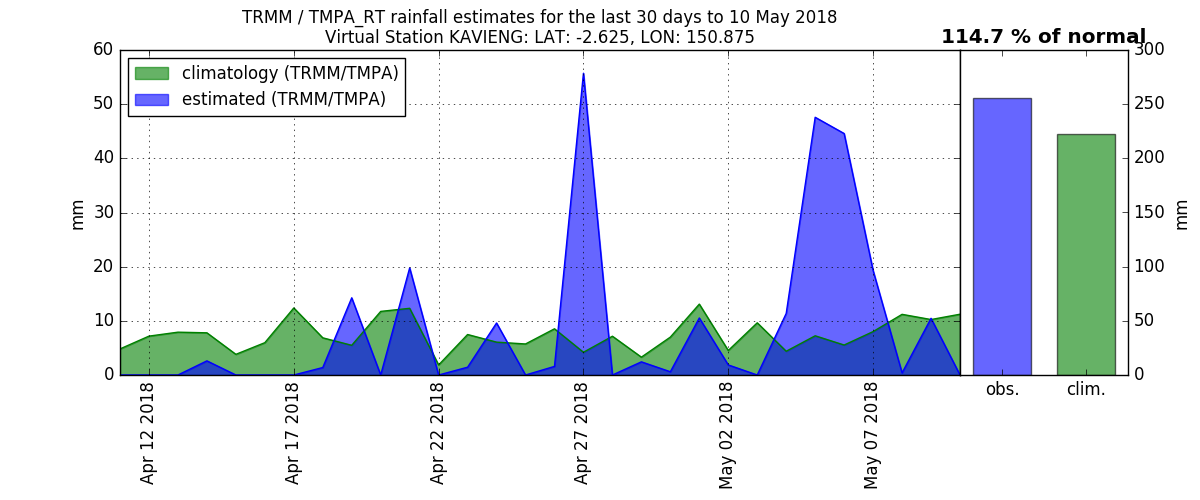 TRMM / TMPA_RT rainfall estimates for the last 30 days to 10 May 2018
Virtual Station KAVIENG: LAT: -2.625, LON: 150.875
114.7 % of normal
climatology (TRMM/TMPA)
estimated (TRMM/TMPA)
60
50
40
30
20
10
0
mm
Apr 12 2018
Apr 17 2018
Apr 22 2018
Apr 27 2018
May 02 2018
May 07 2018
300
250
200
150
100
50
0
mm
obs.
clim.